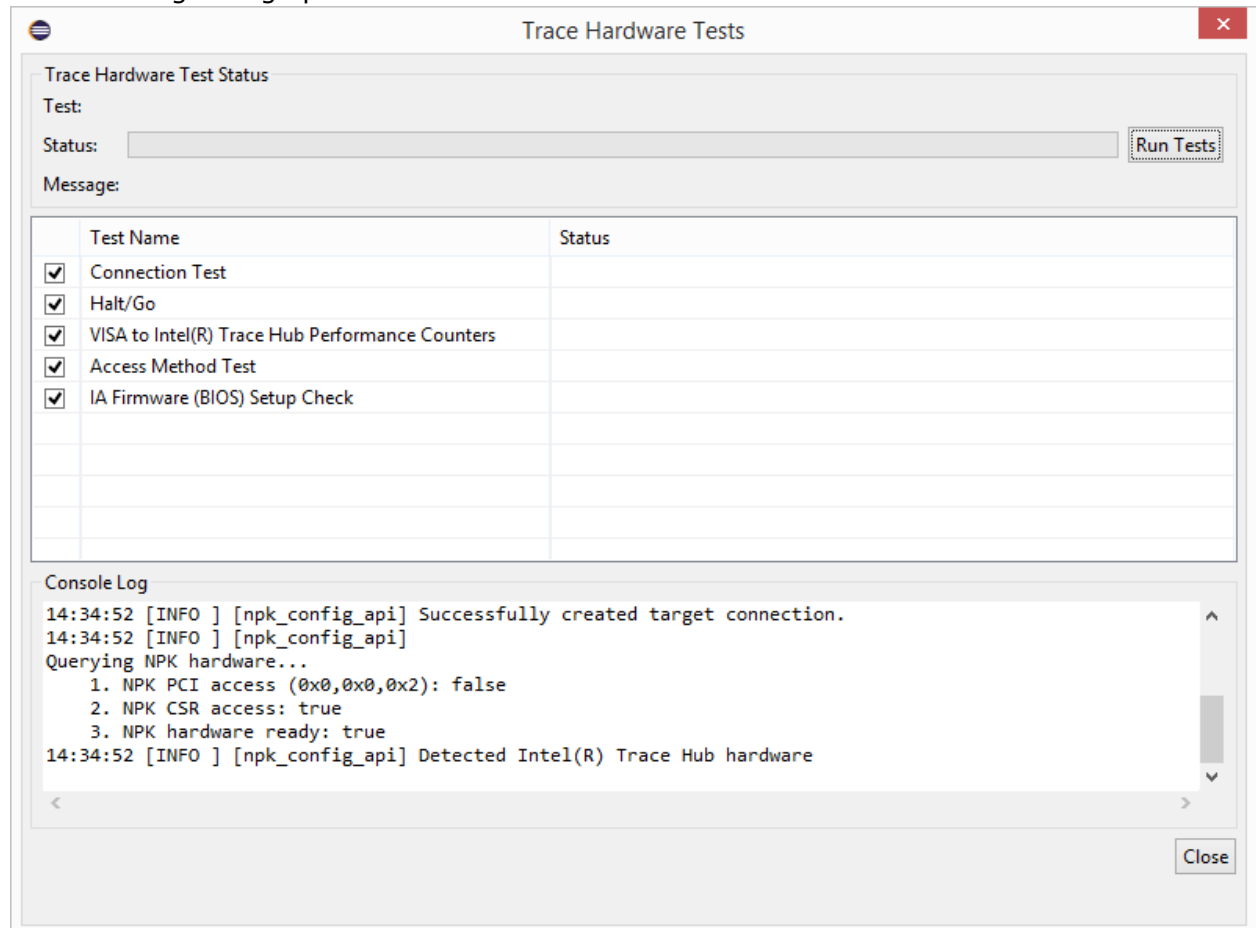 Trace Hardware Tests
Trace Hardware Test Status
Test:
Status:
Run Tests
Message:
Test Name Status
Connection Test
Halt/Go
VISA to Intel(R) Trace Hub Performance Counters
Access Method Test
IA Firmware (BIOS) Setup Check
Console Log
14:34:52 [INFO ] [npk_config_api] Successfully created target connection.
14:34:52 [INFO ] [npk_config_api]
Querying NPK hardware...
1. NPK PCI access (0x0,0x0,0x2): false
2. NPK CSR access: true
3. NPK hardware ready: true
14:34:52 [INFO ] [npk_config_api] Detected Intel(R) Trace Hub hardware
Close